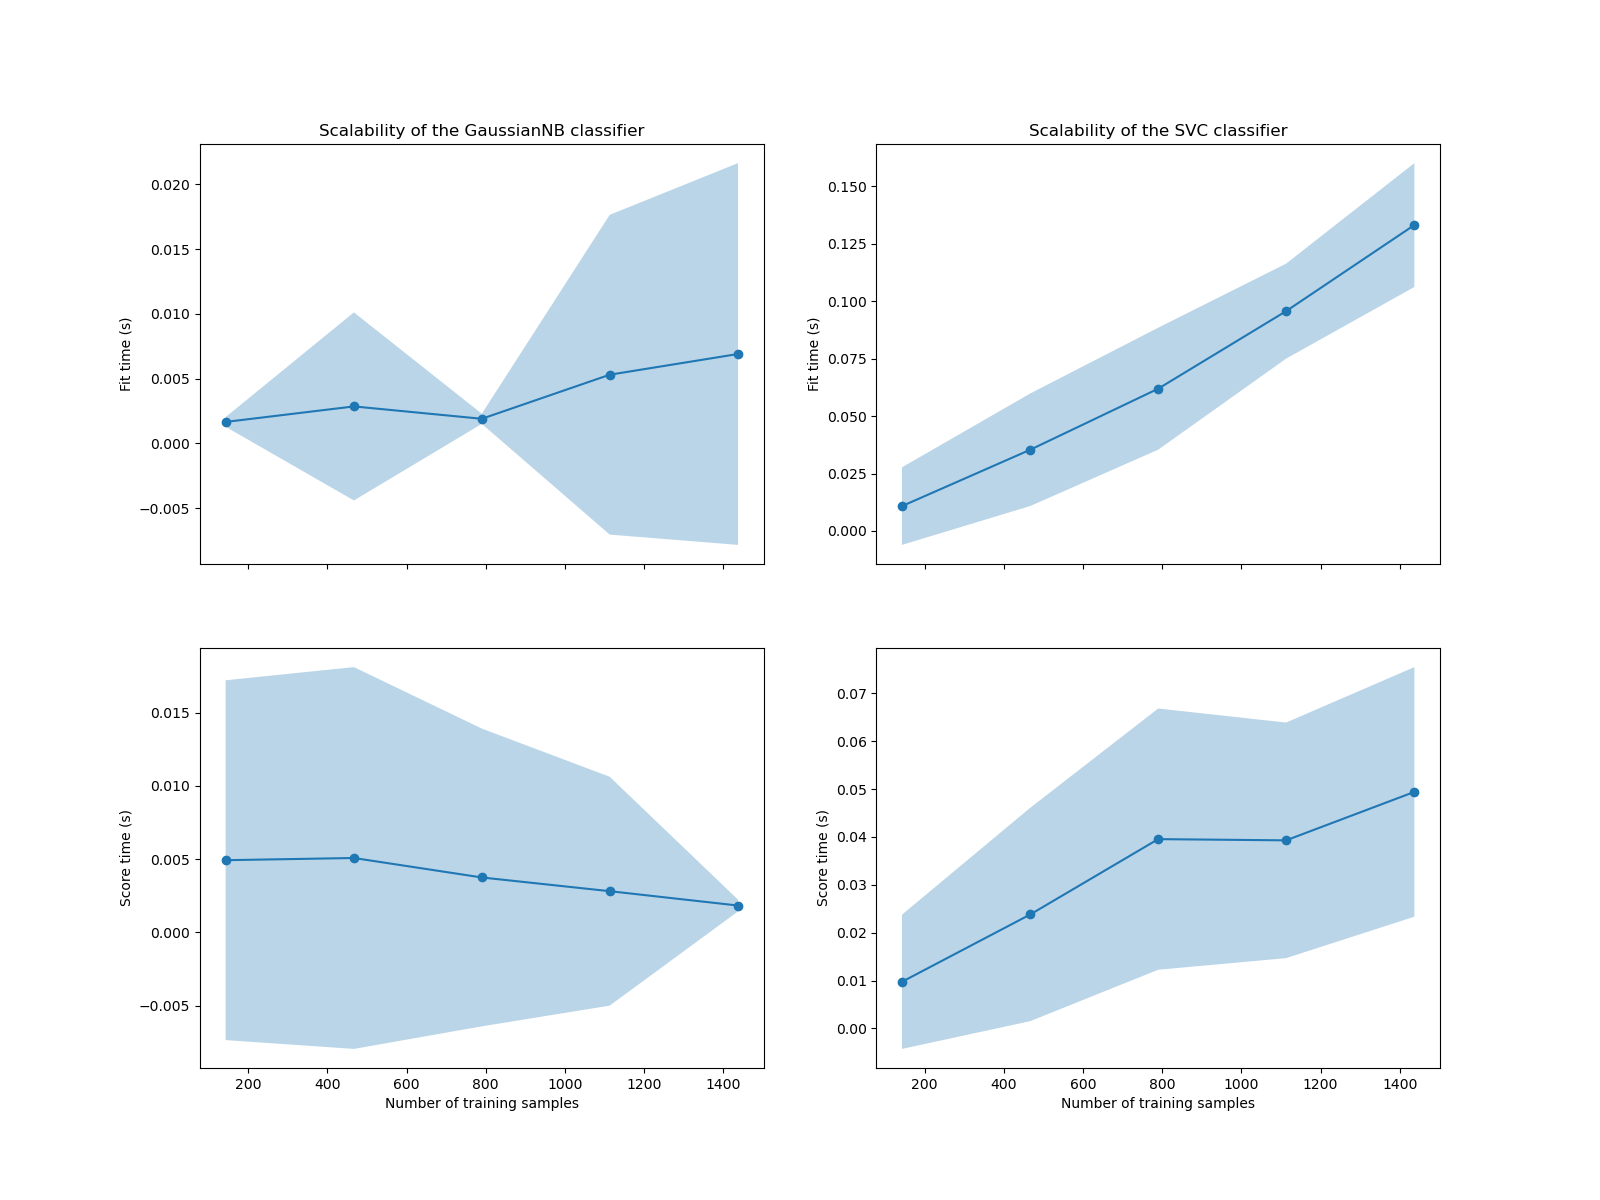 Scalability of the GaussianNB classifier
Fit time (s)
0.020
0.015
0.010
0.005
0.000
−0.005
Scalability of the SVC classifier
Fit time (s)
0.150
0.125
0.100
0.075
0.050
0.025
0.000
Score time (s)
0.015
0.010
0.005
0.000
−0.005
200 400 600 800 1000 1200 1400
Number of training samples
Score time (s)
0.07
0.06
0.05
0.04
0.03
0.02
0.01
0.00
200 400 600 800 1000 1200 1400
Number of training samples